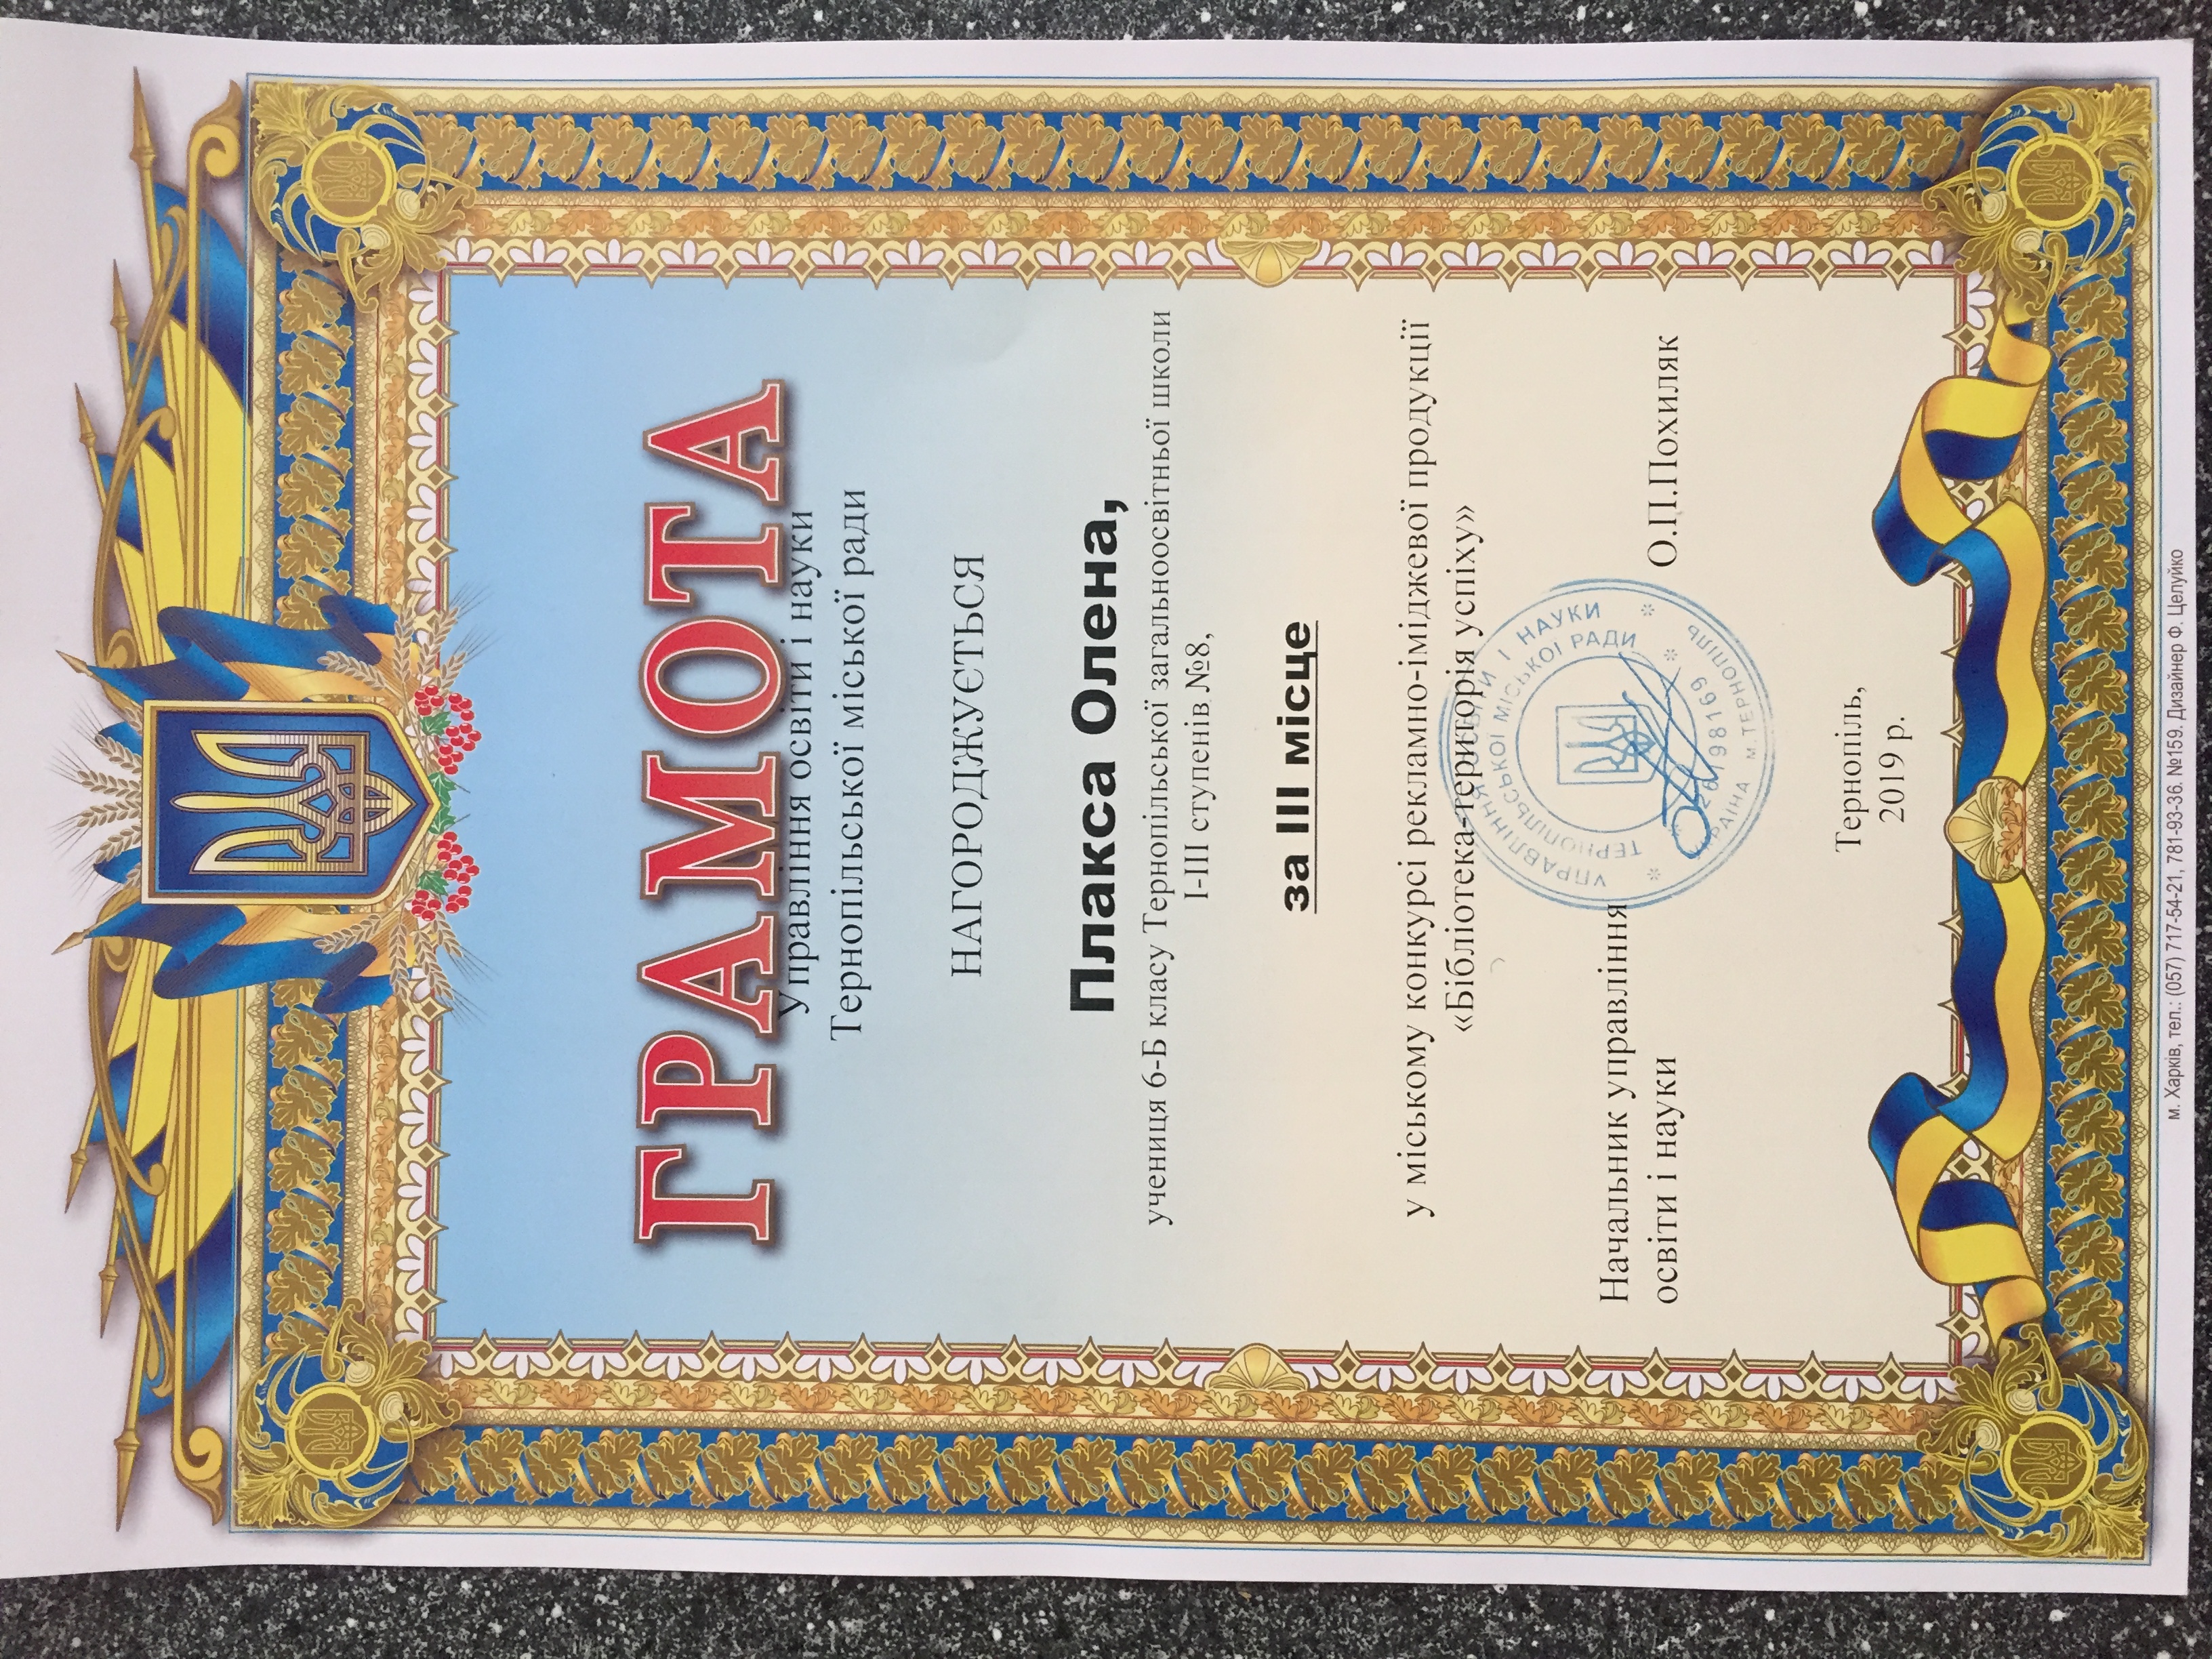 ГРАМОТА
Управління освіти і науки
Тернопільської міської ради
НАГОРОДЖУЄТЬСЯ
Плакса Олена,
учениця 6-Б класу Тернопільської загальноосвітньої школи
І-ІІІ ступенів №8,
за ІІІ місце
у міському конкурсі рекламно-іміджевої продукції
«Бібліотека-територія успіху»
Начальник управління
освіти і науки
О.П.Похиляк
УПРАВЛІННЯ ОСВІТИ І НАУКИ
ТЕРНОПІЛЬСЬКОЇ МІСЬКОЇ РАДИ
УКРАЇНА м.ТЕРНОПІЛЬ
Тернопіль,
2019 р.
м. Харків, тел.: (057) 717-54-21, 781-93-36. №159. Дизайнер Ф. Целуйко